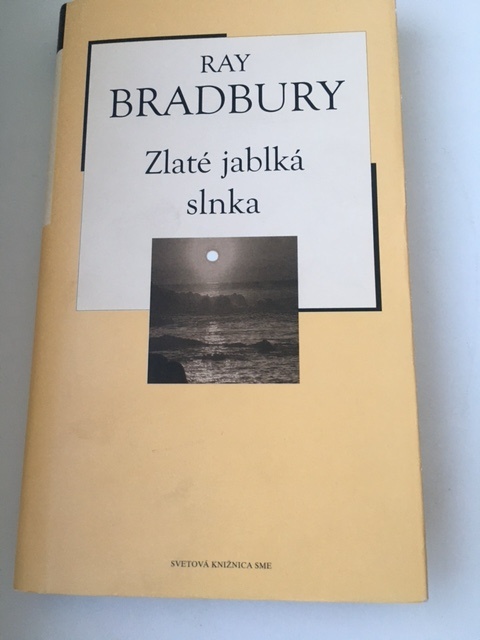 RAY
BRADBURY
Zlaté jablká
slnka
SVETOVÁ KNIŽNICA SME